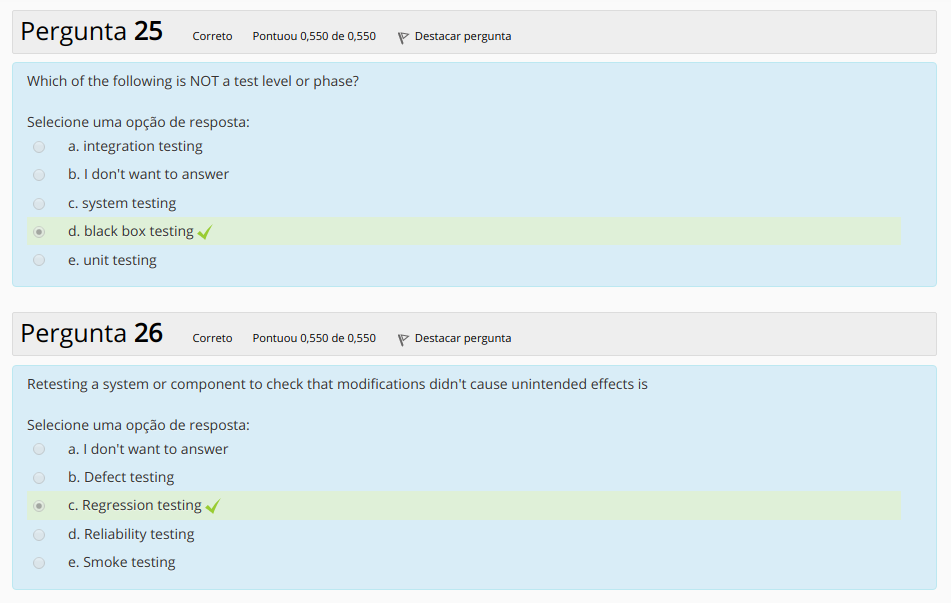 Pergunta 25 Correto Pontuou 0,550 de 0,550 Destacar pergunta
Which of the following is NOT a test level or phase?
Selecione uma opção de resposta:
a. integration testing
b. I don't want to answer
c. system testing
d. black box testing
e. unit testing
Pergunta 26 Correto Pontuou 0,550 de 0,550 Destacar pergunta
Retesting a system or component to check that modifications didn't cause unintended effects is
Selecione uma opção de resposta:
a. I don't want to answer
b. Defect testing
c. Regression testing
d. Reliability testing
e. Smoke testing